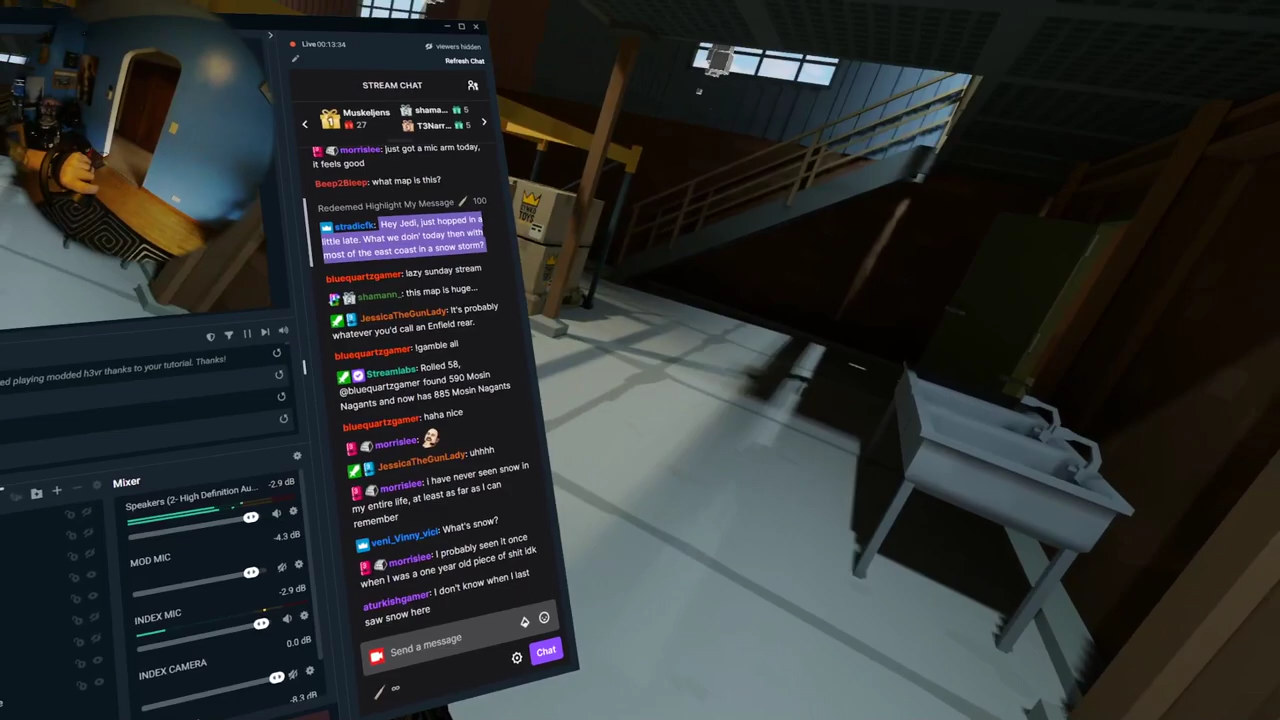 Live 00:13:34
viewers hidden
Refresh Chat
STREAM CHAT
Muskeljens
27
shama... 5
T3Narr... 5
morrislee: just got a mic arm today,
it feels good
Beep2Bleep: what map is this?
Redeemed Highlight My Message 100
stradicfk: Hey Jedi, just hopped in a
little late. What we doin' today then with
most of the east coast in a snow storm?
bluequartzgamer: lazy sunday stream
shamann_: this map is huge...
JessicaTheGunLady: It's probably
whatever you'd call an Enfield rear.
bluequartzgamer: !gamble all
Streamlabs: Rolled 58,
@bluequartzgamer found 590 Mosin
Nagants and now has 885 Mosin Nagants
bluequartzgamer: haha nice
morrislee:
JessicaTheGunLady: uhhhh
morrislee: i have never seen snow in
my entire life, at least as far as I can
remember
veni_Vinny_vici: What's snow?
morrislee: I probably seen it once
when I was a one year old piece of shit idk
aturkishgamer: I don't know when I last
saw snow here
Send a message
Chat
ed playing modded h3vr thanks to your tutorial. Thanks!
Mixer
Speakers (2- High Definition Au... -2.9 dB
MOD MIC -4.3 dB
INDEX MIC -2.9 dB
INDEX CAMERA 0.0 dB
-8.3 dB
TOYS